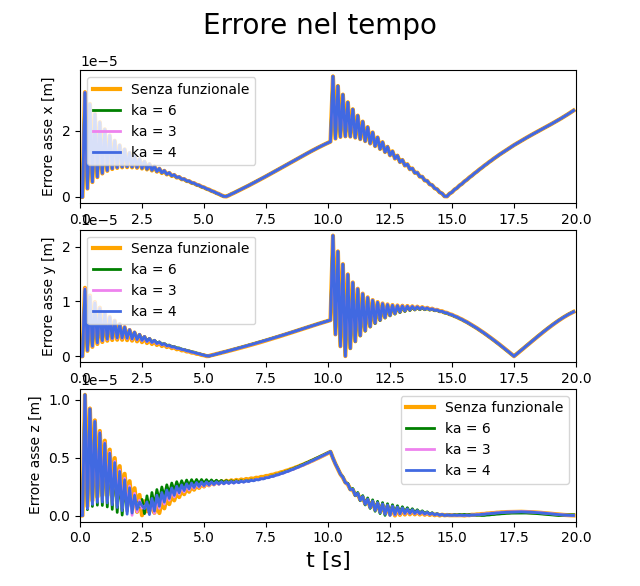 Errore nel tempo
1e−5
Errore asse x [m]
2
0
Senza funzionale
ka = 6
ka = 3
ka = 4
0.0 2.5 5.0 7.5 10.0 12.5 15.0 17.5 20.0
1e−5
Errore asse y [m]
2
1
0
Senza funzionale
ka = 6
ka = 3
ka = 4
0.0 2.5 5.0 7.5 10.0 12.5 15.0 17.5 20.0
1e−5
Errore asse z [m]
1.0
0.5
0.0
Senza funzionale
ka = 6
ka = 3
ka = 4
0.0 2.5 5.0 7.5 10.0 12.5 15.0 17.5 20.0
t [s]